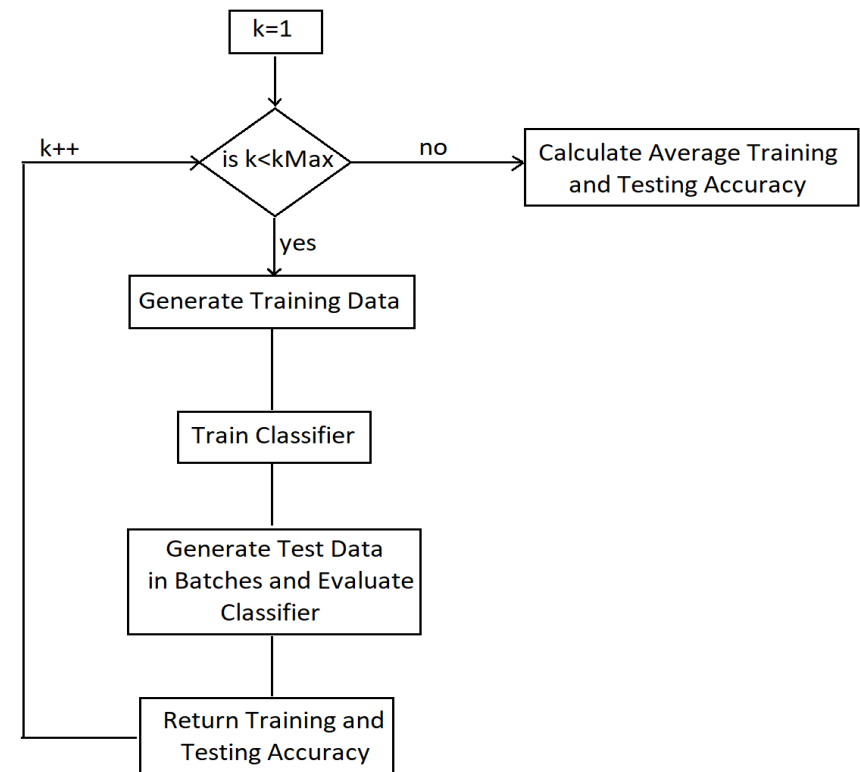 k=1
k++
is k<kMax
no
Calculate Average Training
and Testing Accuracy
yes
Generate Training Data
Train Classifier
Generate Test Data
in Batches and Evaluate
Classifier
Return Training and
Testing Accuracy